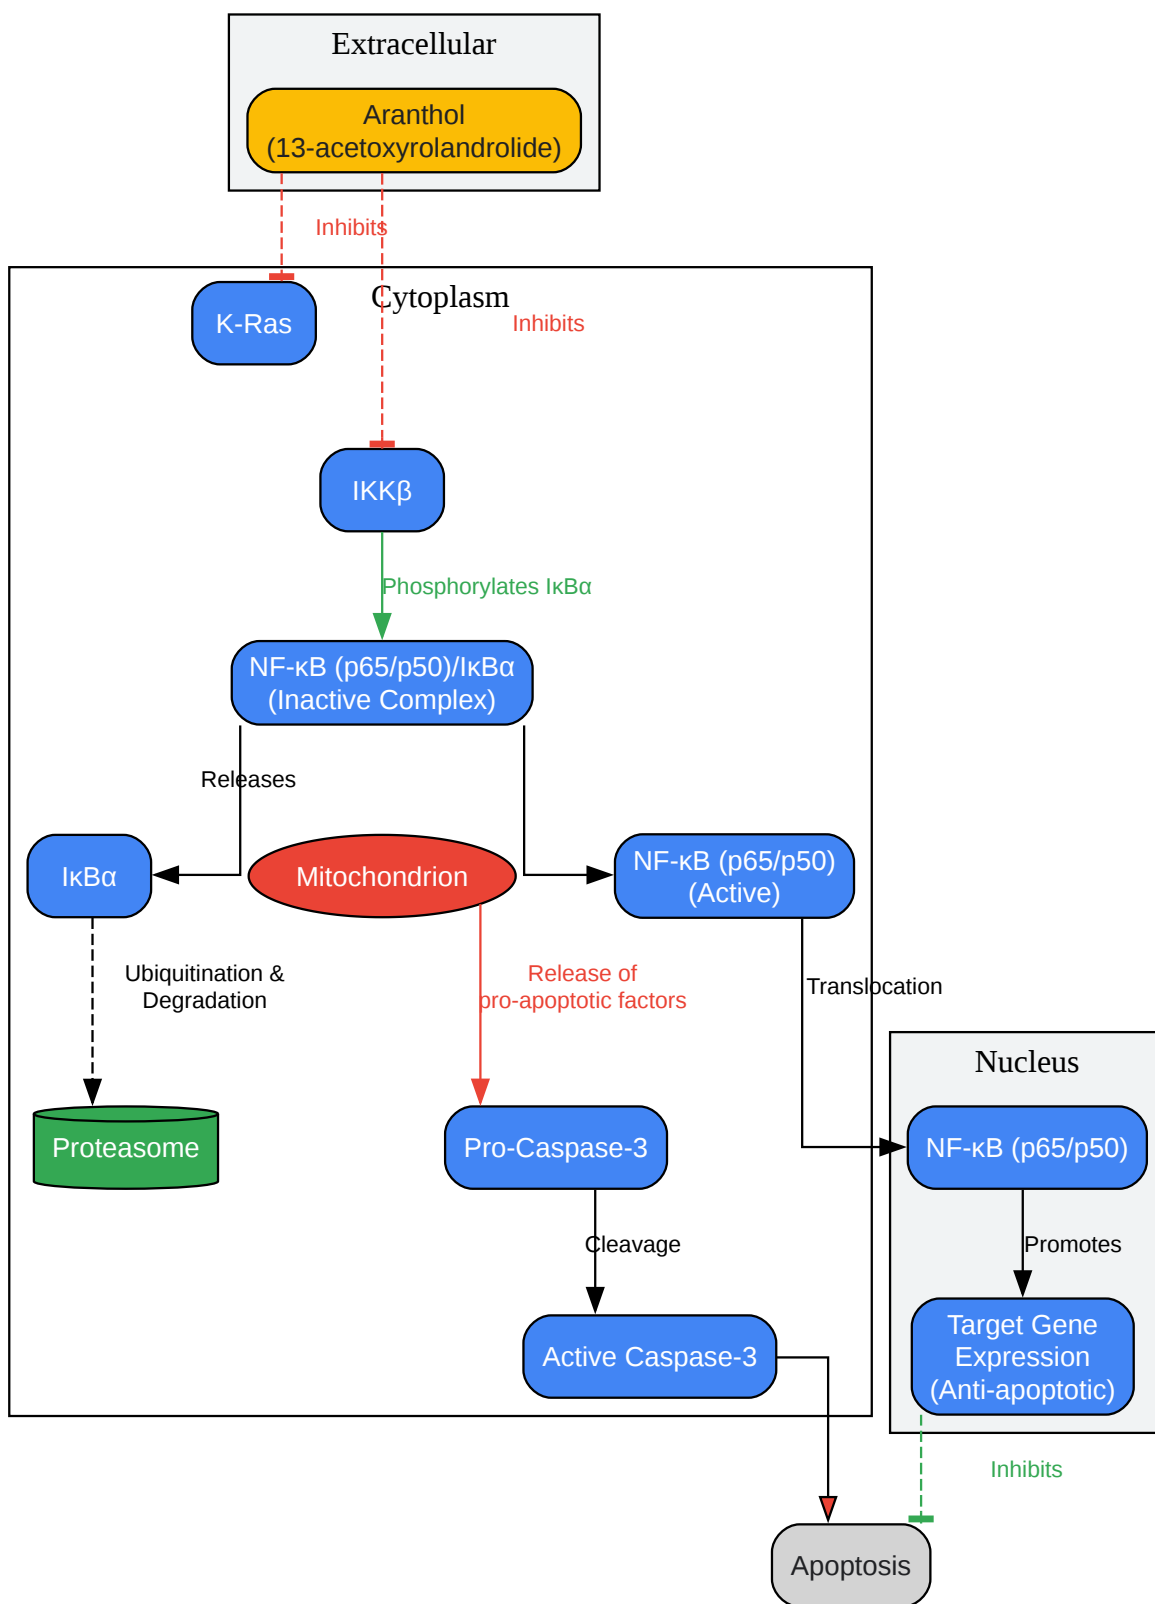 Extracellular
Aranthol
(13-acetoxyrolandrolide)
Inhibits
Cytoplasm
K-Ras
Inhibits
IKKβ
Phosphorylates IκBα
NF-κB (p65/p50)/IκBα
(Inactive Complex)
Releases
IκBα
Mitochondrion
NF-κB (p65/p50)
(Active)
Ubiquitination &
Degradation
Release of
pro-apoptotic factors
Translocation
Nucleus
Proteasome
Pro-Caspase-3
NF-κB (p65/p50)
Cleavage
Promotes
Active Caspase-3
Target Gene
Expression
(Anti-apoptotic)
Inhibits
Apoptosis